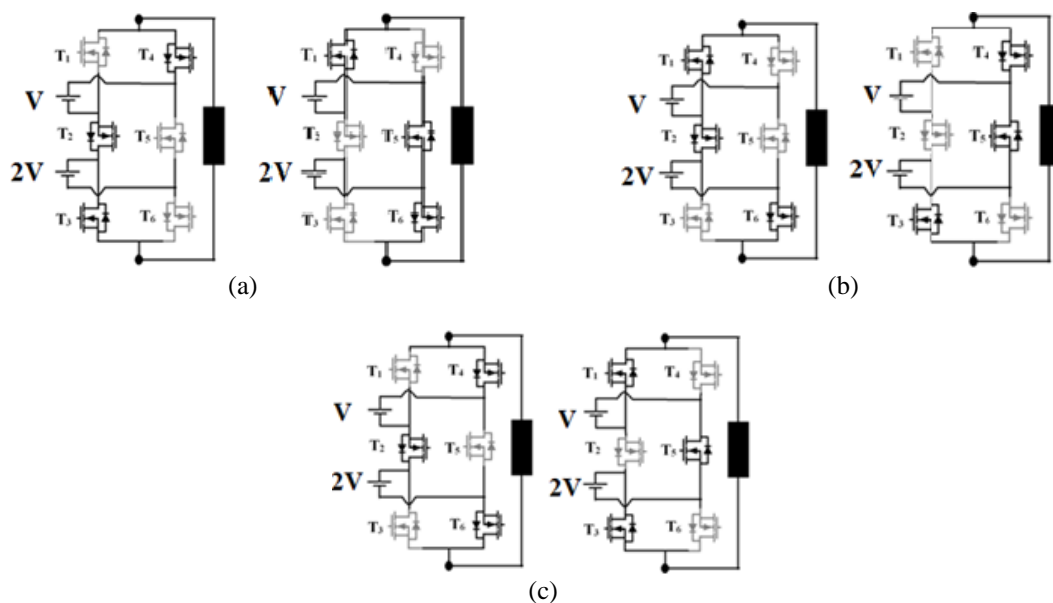 T1 T4 T1 T4
V V
T2 T5 T2 T5
2V 2V
T3 T6 T3 T6
(a)
T1 T4 T1 T4
V V
T2 T5 T2 T5
2V 2V
T3 T6 T3 T6
(b)
T1 T4 T1 T4
V V
T2 T5 T2 T5
2V 2V
T3 T6 T3 T6
(c)